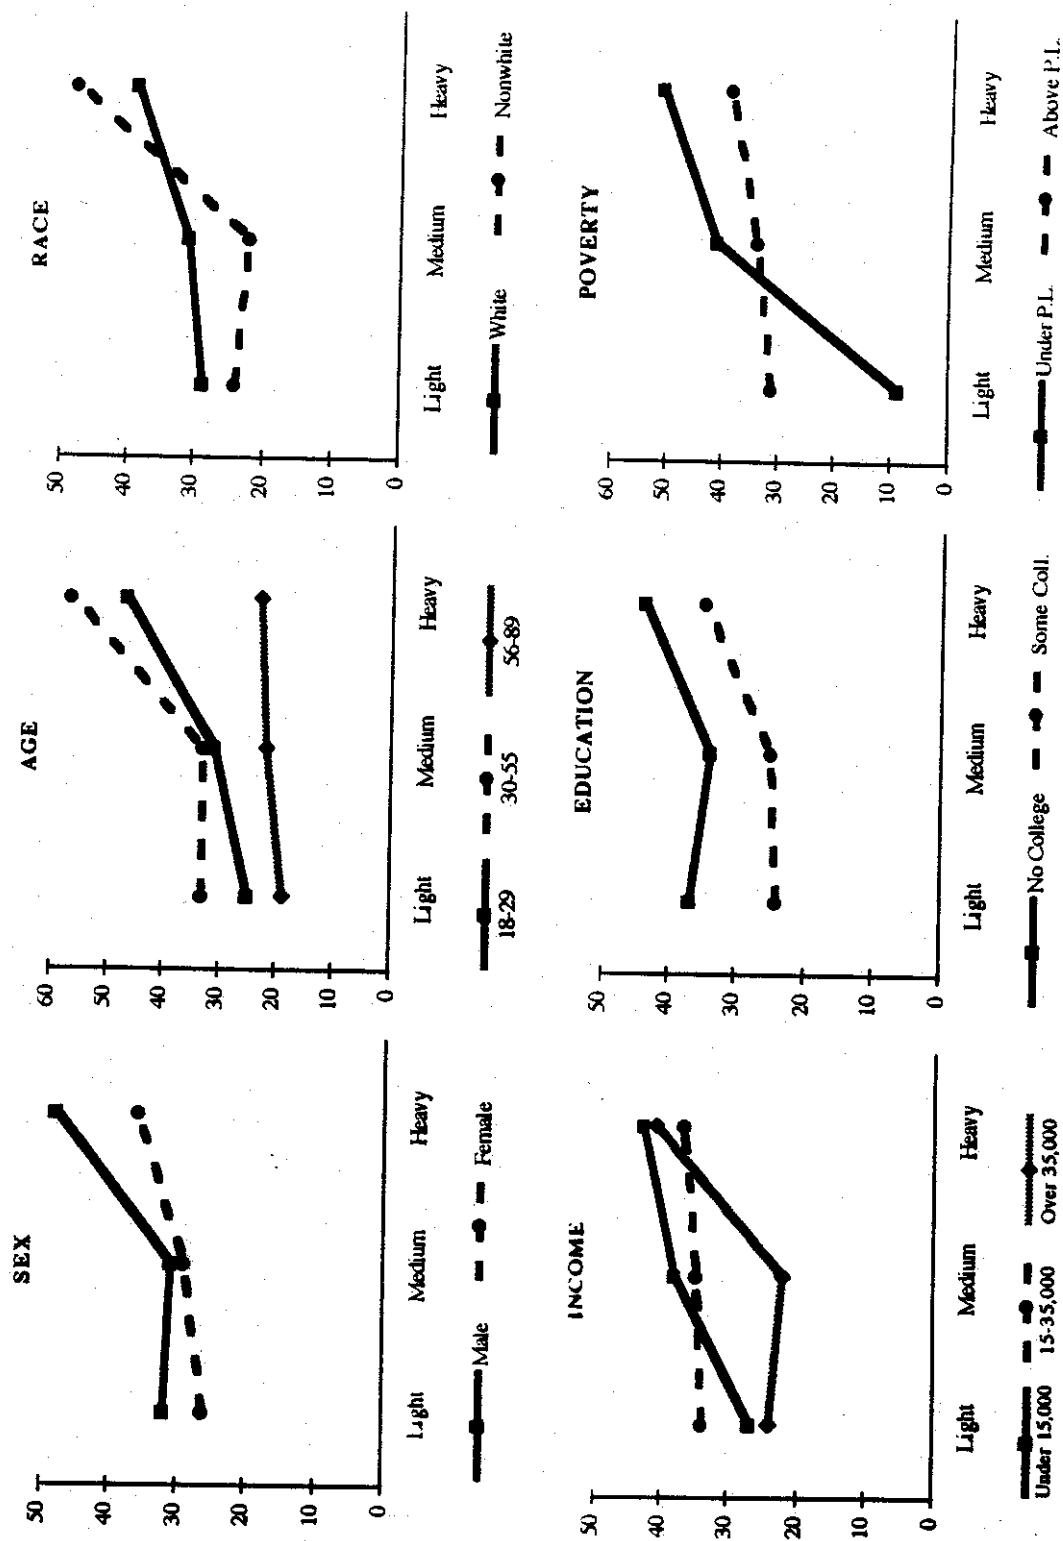 SEX
50
40
30
20
10
0
Light Medium Heavy
Male Female
AGE
60
50
40
30
20
10
0
Light Medium Heavy
18-29 30-55 56-89
RACE
50
40
30
20
10
0
Light Medium Heavy
White Nonwhite
INCOME
50
40
30
20
10
0
Light Medium Heavy
Under 15,000 15-35,000 Over 35,000
EDUCATION
50
40
30
20
10
0
Light Medium Heavy
No College Some Coll.
POVERTY
60
50
40
30
20
10
0
Light Medium Heavy
Under P.L. Above P.L.